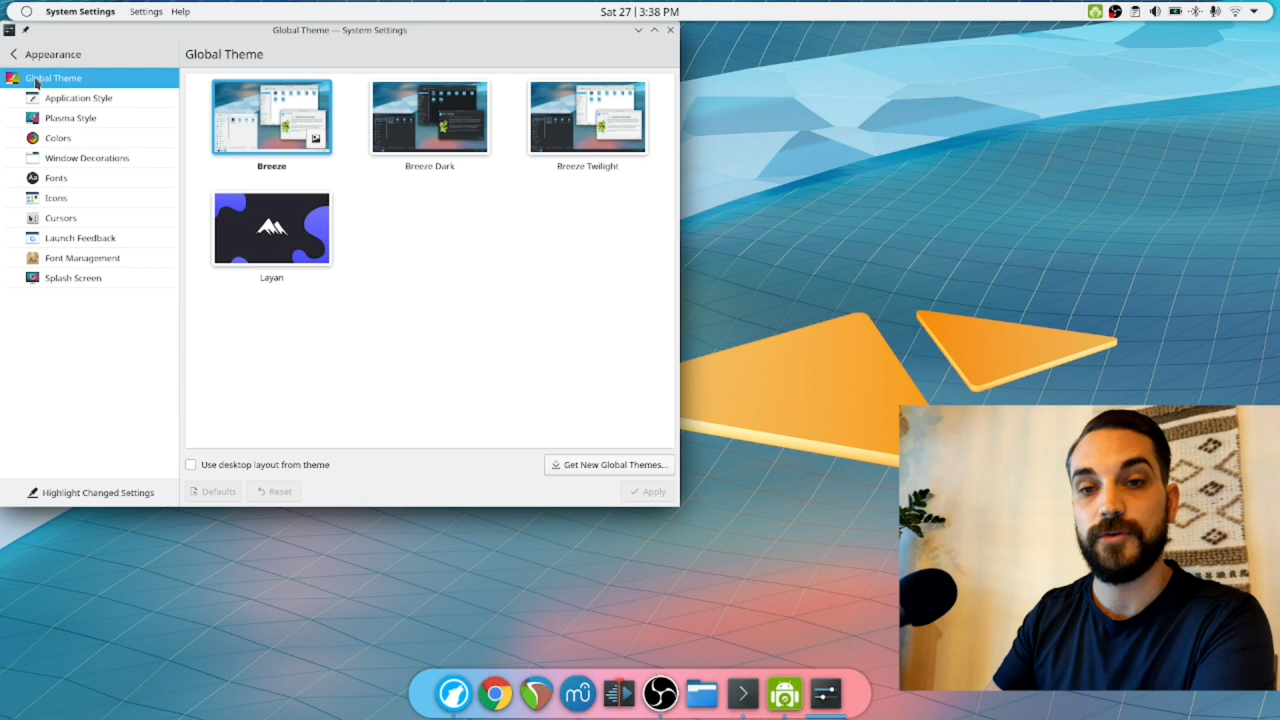 System Settings Settings Help Sat 27 | 3:38 PM
Global Theme — System Settings
Appearance
Global Theme
Global Theme
Application Style
Plasma Style
Colors
Window Decorations
Fonts
Icons
Cursors
Launch Feedback
Font Management
Splash Screen
Highlight Changed Settings
Breeze Breeze Dark Breeze Twilight
Layan
Use desktop layout from theme Get New Global Themes...
Defaults Reset Apply